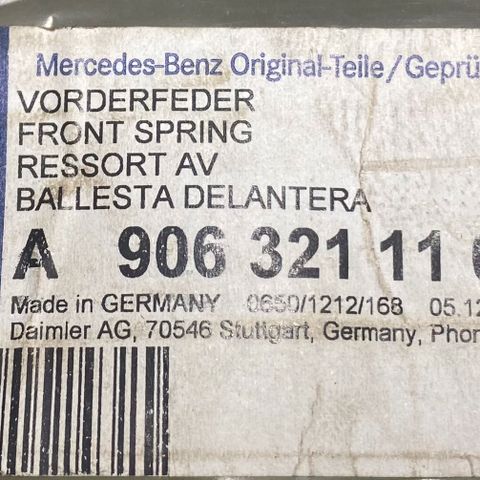 Mercedes-Benz Original-Teile/Geprü
VORDERFEDER
FRONT SPRING
RESSORT AV
BALLESTA DELANTERA
A 906 321 11 0
Made in GERMANY 0650/1212/168 05.12
Daimler AG, 70546 Stuttgart, Germany, Phon